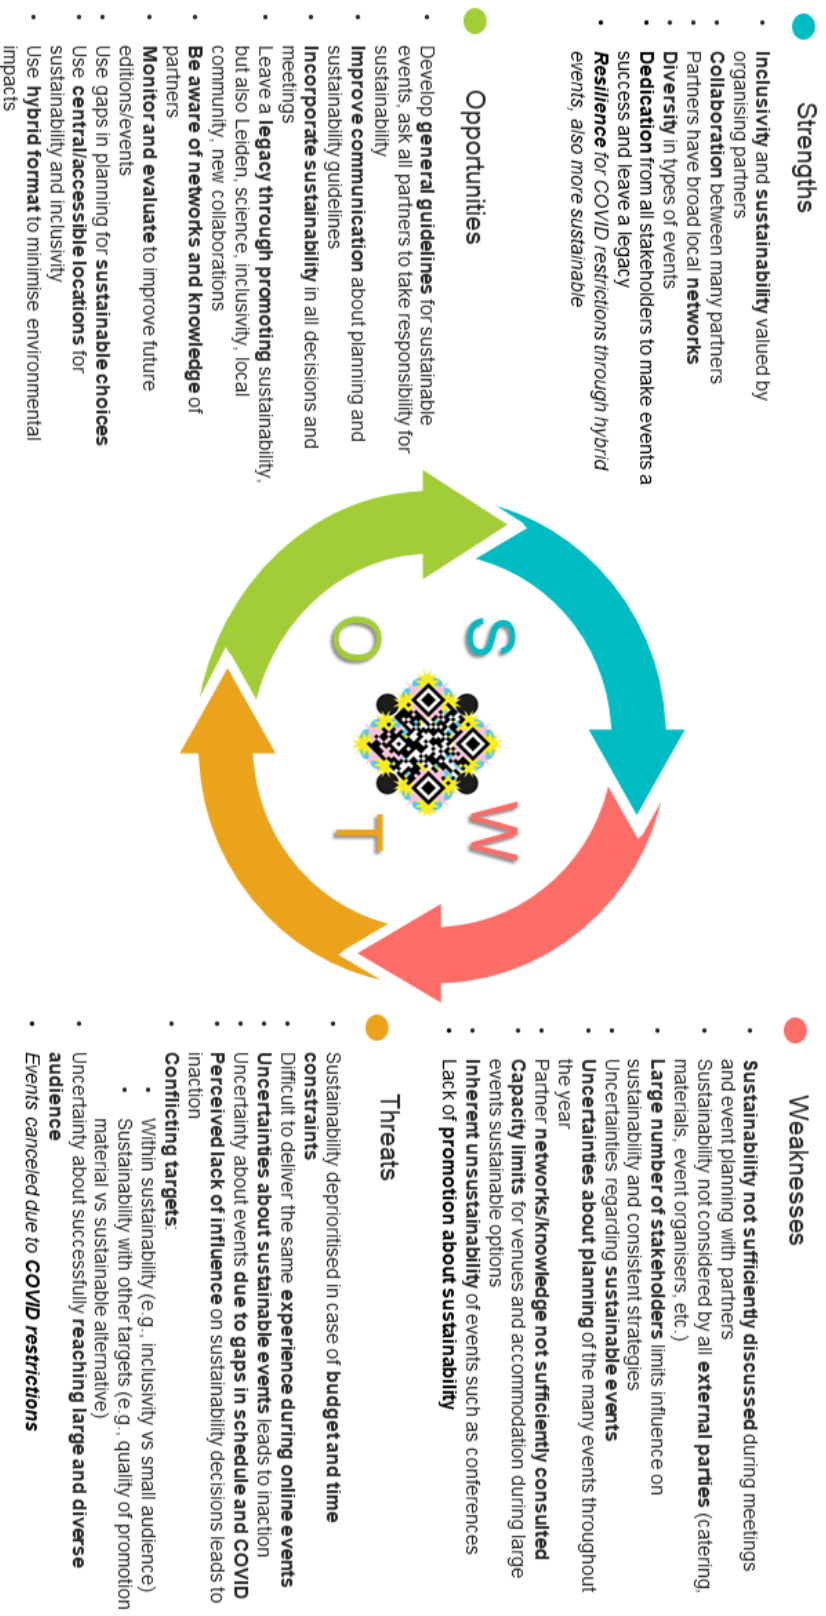 Strengths
• Inclusivity and sustainability valued by
organising partners
• Collaboration between many partners
• Partners have broad local networks
• Diversity in types of events
• Dedication from all stakeholders to make events a
success and leave a legacy
• Resilience for COVID restrictions through hybrid
events, also more sustainable
Weaknesses
• Sustainability not sufficiently discussed during meetings
and event planning with partners
• Sustainability not considered by all external parties (catering,
materials, event organisers, etc.)
• Large number of stakeholders limits influence on
sustainability and consistent strategies
• Uncertainties regarding sustainable events
• Uncertainties about planning of the many events throughout
the year
• Partner networks/knowledge not sufficiently consulted
• Capacity limits for venues and accommodation during large
events sustainable options
• Inherent unsustainability of events such as conferences
• Lack of promotion about sustainability
S
W
O
T
Opportunities
• Develop general guidelines for sustainable
events, ask all partners to take responsibility for
sustainability
• Improve communication about planning and
sustainability guidelines
• Incorporate sustainability in all decisions and
meetings
• Leave a legacy through promoting sustainability,
but also Leiden, science, inclusivity, local
community, new collaborations
• Be aware of networks and knowledge of
partners
• Monitor and evaluate to improve future
editions/events
• Use gaps in planning for sustainable choices
• Use central/accessible locations for
sustainability and inclusivity
• Use hybrid format to minimise environmental
impacts
Threats
• Sustainability deprioritised in case of budget and time
constraints
• Difficult to deliver the same experience during online events
• Uncertainties about sustainable events leads to inaction
• Uncertainty about events due to gaps in schedule and COVID
• Perceived lack of influence on sustainability decisions leads to
inaction
• Conflicting targets:
• Within sustainability (e.g., inclusivity vs small audience)
• Sustainability with other targets (e.g., quality of promotion
material vs sustainable alternative)
• Uncertainty about successfully reaching large and diverse
audience
• Events canceled due to COVID restrictions